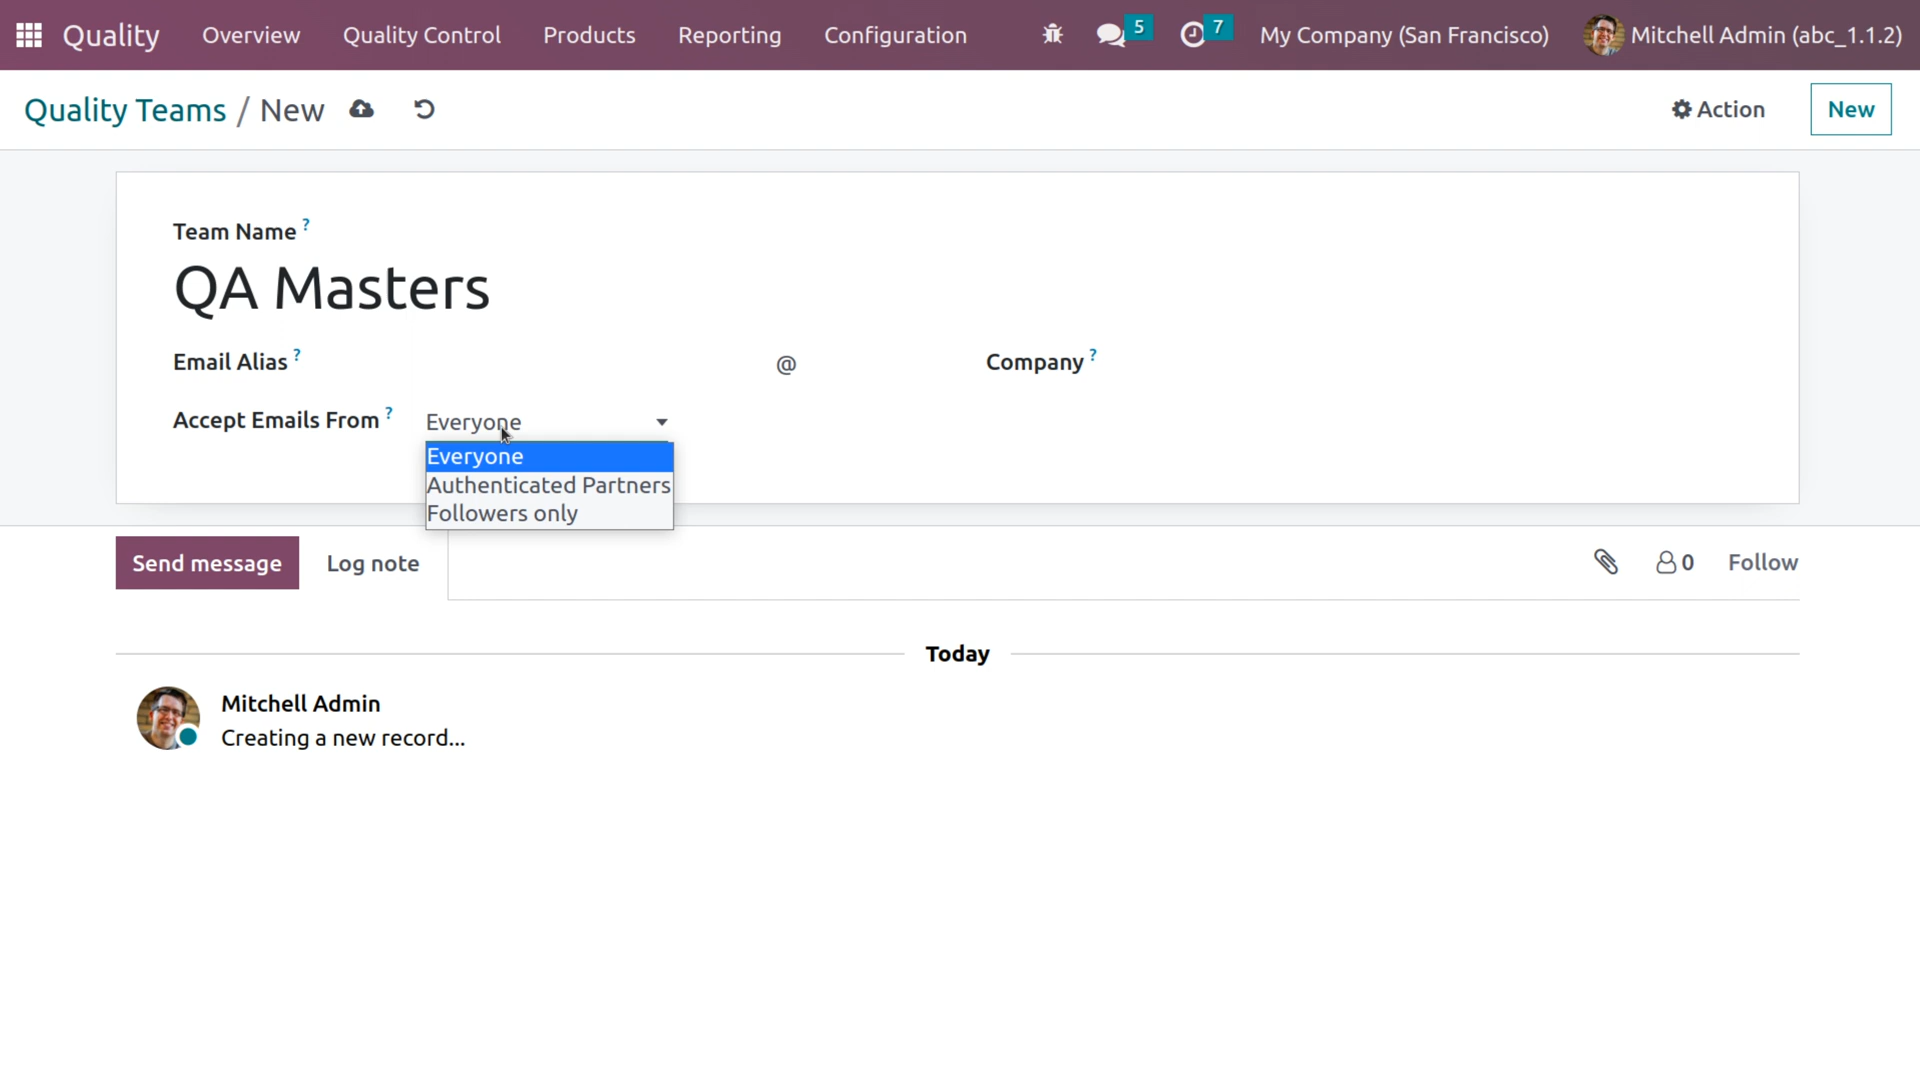 Quality Overview Quality Control Products Reporting Configuration 5 7 My Company (San Francisco) Mitchell Admin (abc_1.1.2)
Quality Teams / New Action New
Team Name ?
QA Masters
Email Alias ? @ Company ?
Accept Emails From ? Everyone
Everyone
Authenticated Partners
Followers only
Send message Log note 0 Follow
Today
Mitchell Admin
Creating a new record...